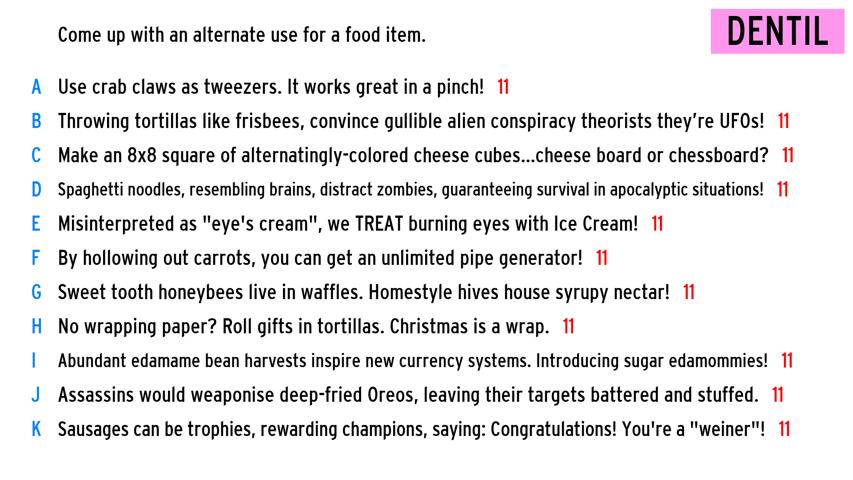 Come up with an alternate use for a food item.
DENTIL
A Use crab claws as tweezers. It works great in a pinch! 11
B Throwing tortillas like frisbees, convince gullible alien conspiracy theorists they're UFOs! 11
C Make an 8x8 square of alternatingly-colored cheese cubes...cheese board or chessboard? 11
D Spaghetti noodles, resembling brains, distract zombies, guaranteeing survival in apocalyptic situations! 11
E Misinterpreted as "eye's cream", we TREAT burning eyes with Ice Cream! 11
F By hollowing out carrots, you can get an unlimited pipe generator! 11
G Sweet tooth honeybees live in waffles. Homestyle hives house syrupy nectar! 11
H No wrapping paper? Roll gifts in tortillas. Christmas is a wrap. 11
I Abundant edamame bean harvests inspire new currency systems. Introducing sugar edamommies! 11
J Assassins would weaponise deep-fried Oreos, leaving their targets battered and stuffed. 11
K Sausages can be trophies, rewarding champions, saying: Congratulations! You're a "weiner"! 11